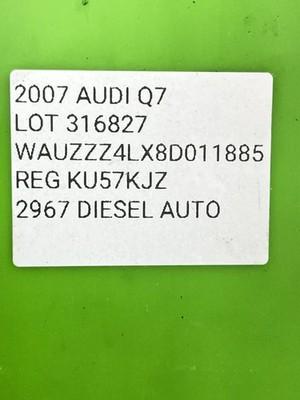 2007 AUDI Q7
LOT 316827
WAUZZZ4LX8D011885
REG KU57KJZ
2967 DIESEL AUTO